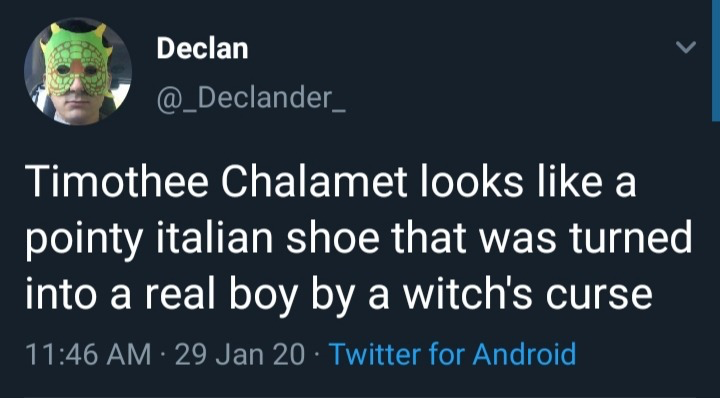 Declan
@_Declander_
Timothee Chalamet looks like a
pointy italian shoe that was turned
into a real boy by a witch's curse
11:46 AM · 29 Jan 20 · Twitter for Android